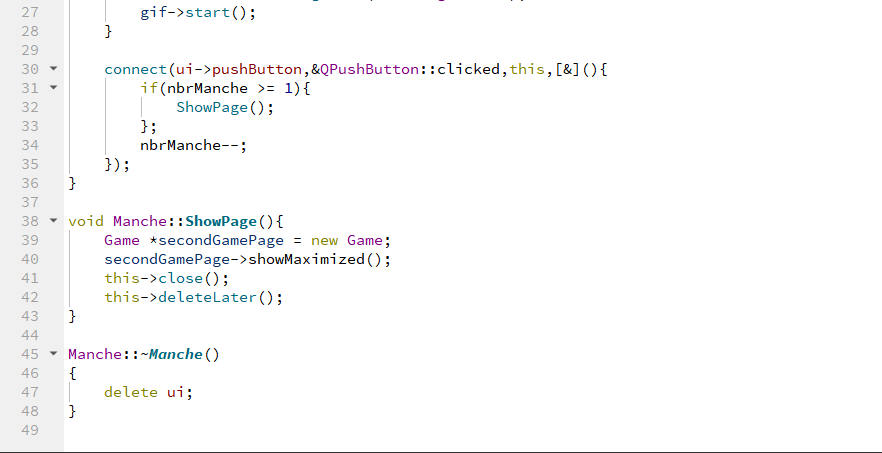 27 gif->start();
28 }
29
30 connect(ui->pushButton,&QPushButton::clicked,this,[&](){
31 if(nbrManche >= 1){
32 ShowPage();
33 };
34 nbrManche--;
35 });
36 }
37
38 void Manche::ShowPage(){
39 Game *secondGamePage = new Game;
40 secondGamePage->showMaximized();
41 this->close();
42 this->deleteLater();
43 }
44
45 Manche::~Manche()
46 {
47 delete ui;
48 }
49